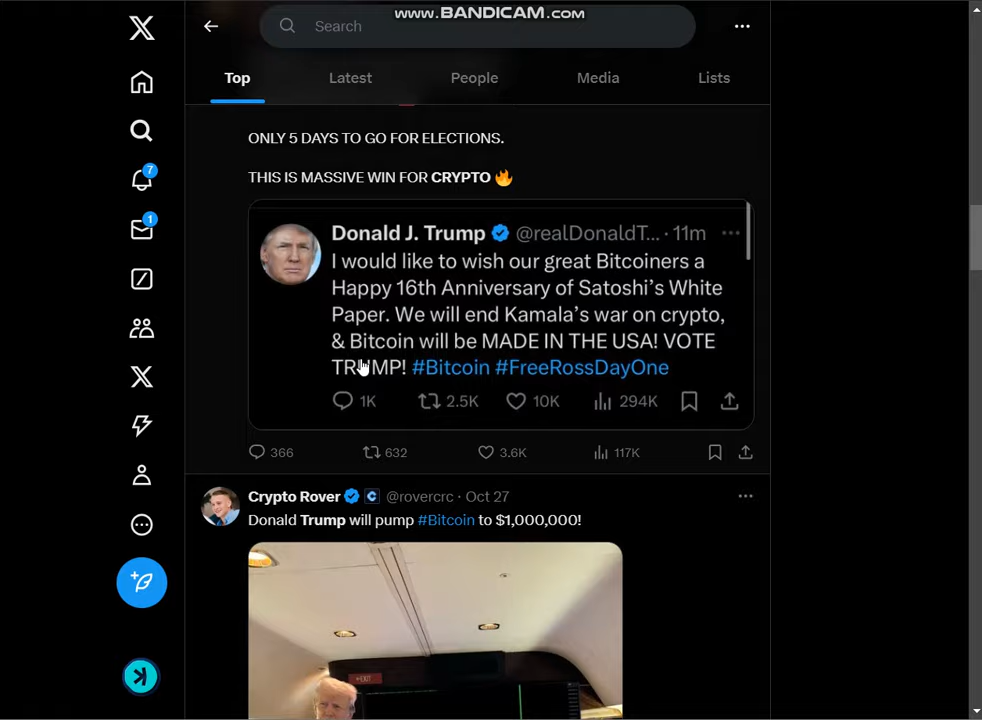 www.BANDICAM.com
Search
Top
Latest
People
Media
Lists
ONLY 5 DAYS TO GO FOR ELECTIONS.
THIS IS MASSIVE WIN FOR CRYPTO 🔥
Donald J. Trump @realDonaldT... · 11m
I would like to wish our great Bitcoiners a
Happy 16th Anniversary of Satoshi's White
Paper. We will end Kamala's war on crypto,
& Bitcoin will be MADE IN THE USA! VOTE
TRUMP! #Bitcoin #FreeRossDayOne
1K 2.5K 10K 294K
366 632 3.6K 117K
7
1
Crypto Rover @rovercrc · Oct 27
Donald Trump will pump #Bitcoin to $1,000,000!
EXIT